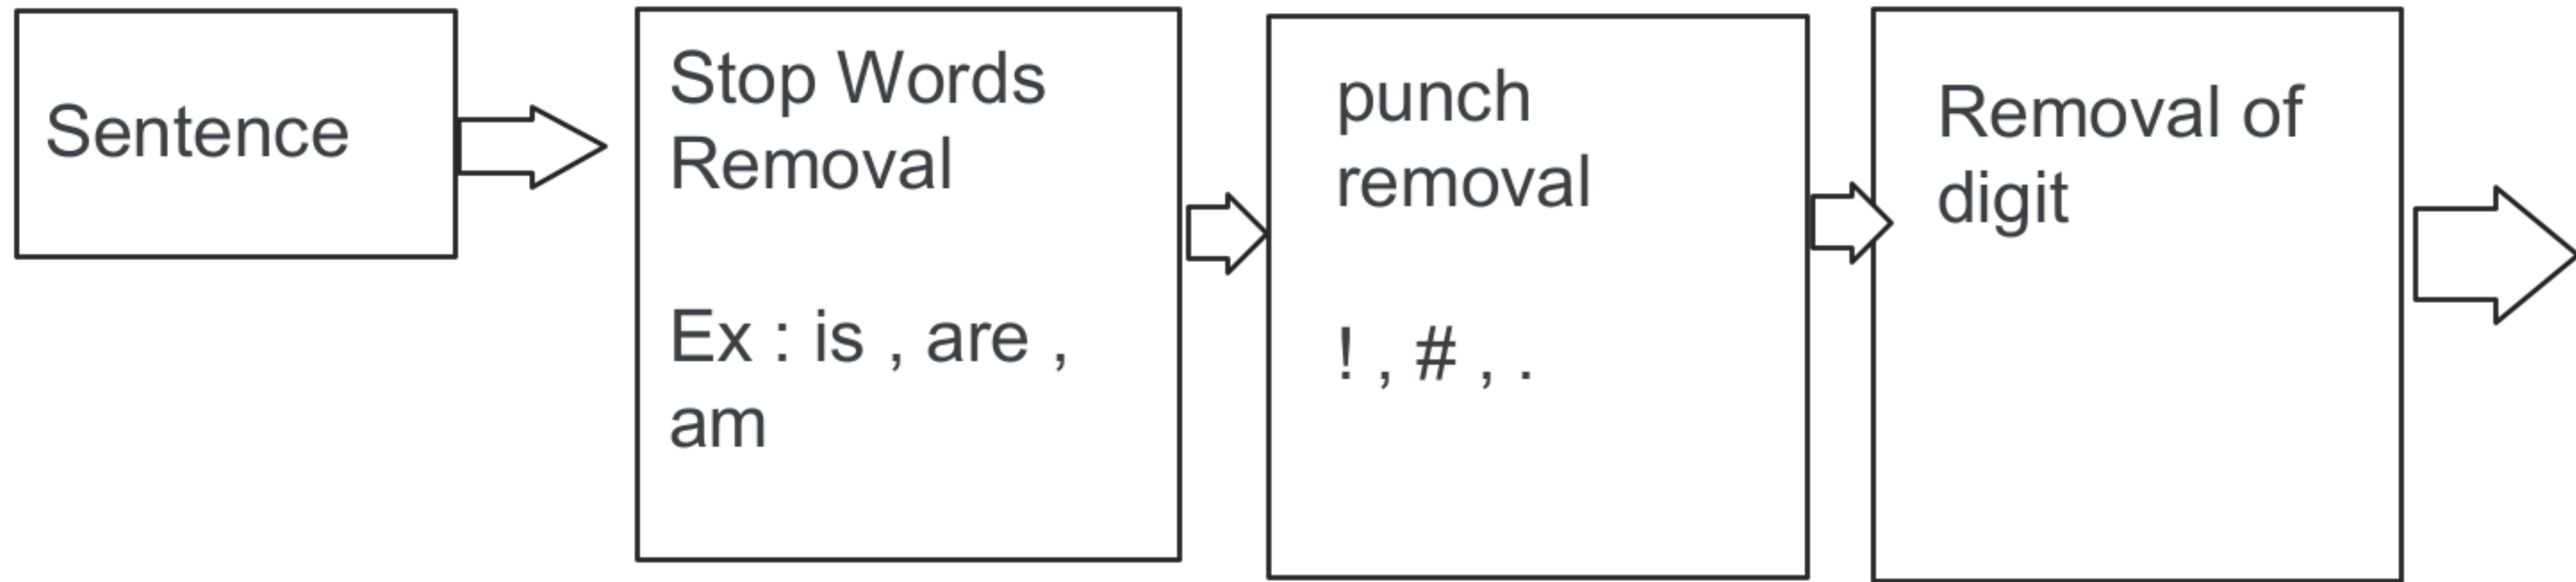 Sentence
Stop Words
Removal
Ex : is , are ,
am
punch
removal
! , # , .
Removal of
digit